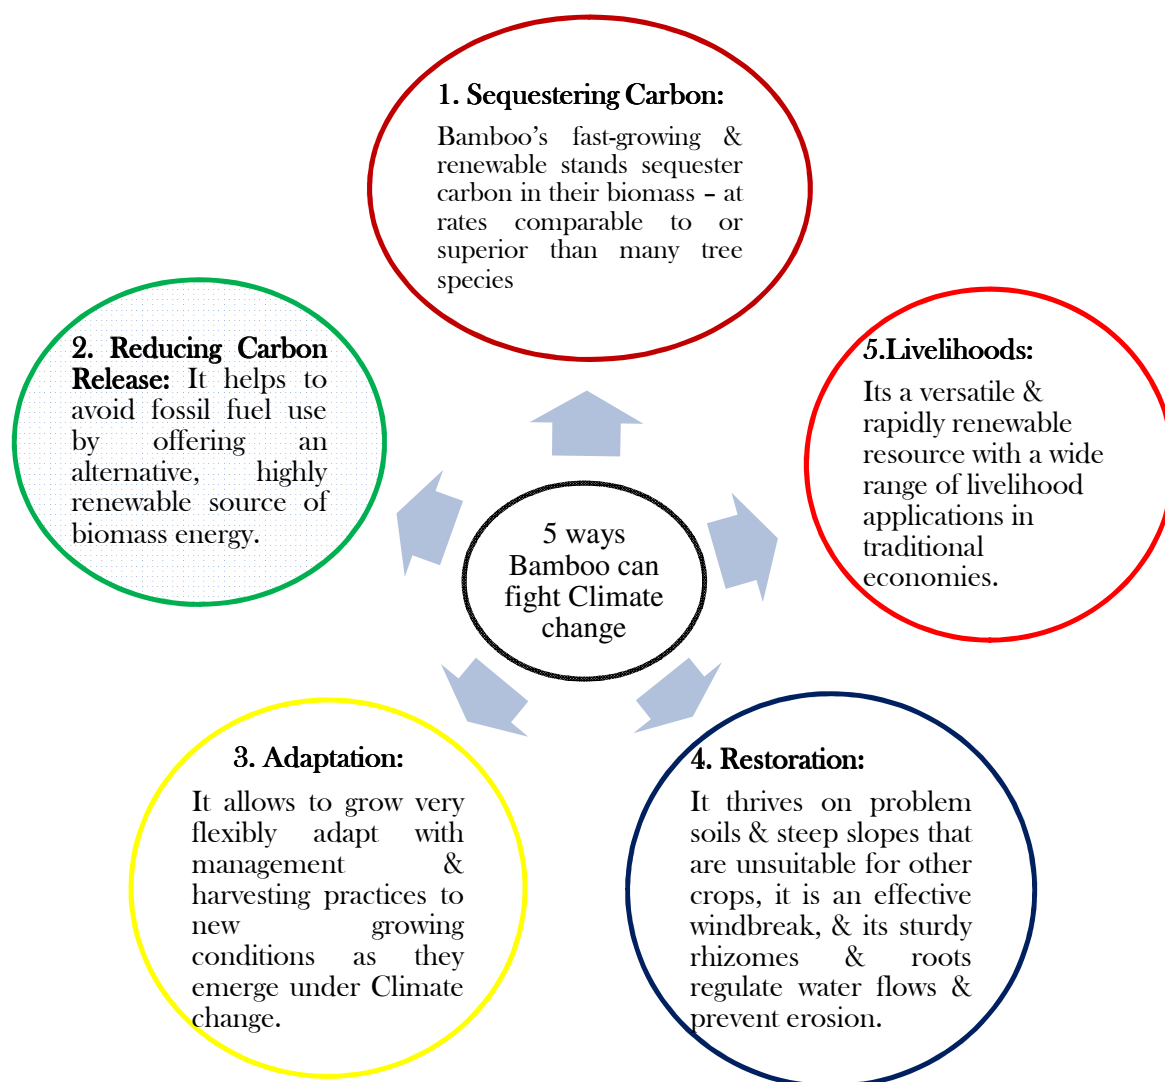 1. Sequestering Carbon:
Bamboo's fast-growing &
renewable stands sequester
carbon in their biomass – at
rates comparable to or
superior than many tree
species
2. Reducing Carbon
Release: It helps to
avoid fossil fuel use
by offering an
alternative, highly
renewable source of
biomass energy.
3. Adaptation:
It allows to grow very
flexibly adapt with
management &
harvesting practices to
new growing
conditions as they
emerge under Climate
change.
4. Restoration:
It thrives on problem
soils & steep slopes that
are unsuitable for other
crops, it is an effective
windbreak, & its sturdy
rhizomes & roots
regulate water flows &
prevent erosion.
5.Livelihoods:
Its a versatile &
rapidly renewable
resource with a wide
range of livelihood
applications in
traditional
economies.
5 ways
Bamboo can
fight Climate
change